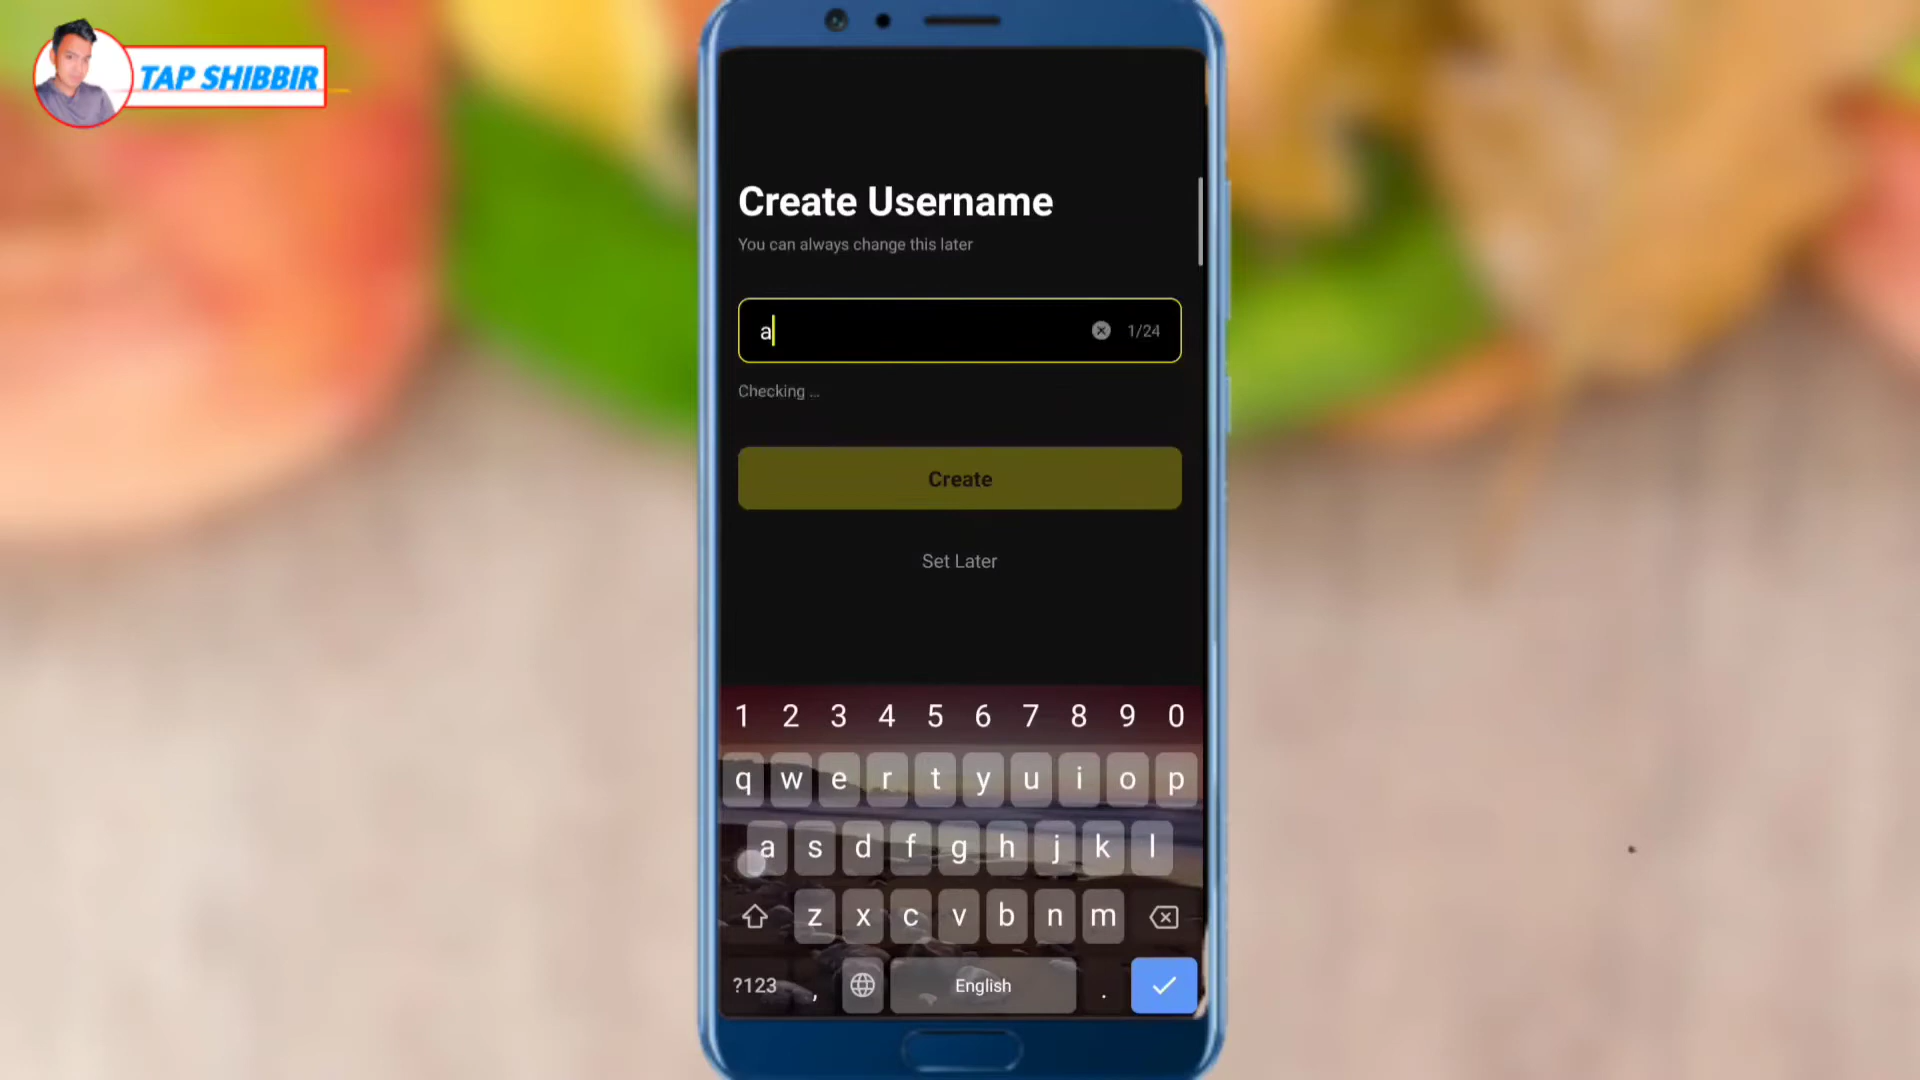 TAP SHIBBIR
Create Username
You can always change this later
a
1/24
Checking ...
Create
Set Later
1 2 3 4 5 6 7 8 9 0
q w e r t y u i o p
a s d f g h j k l
z x c v b n m
?123 , English .